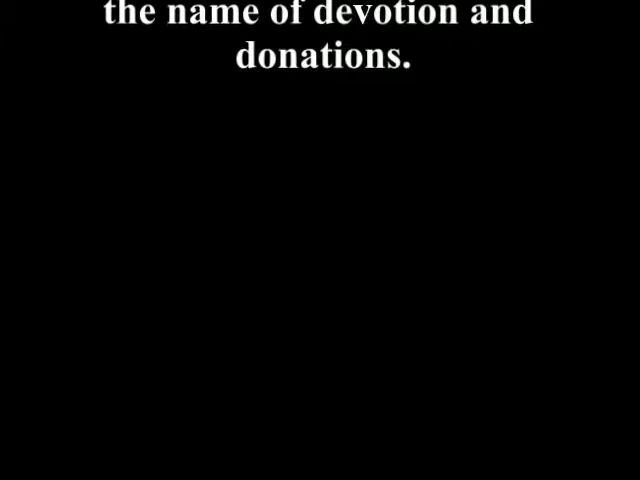 the name of devotion and
donations.